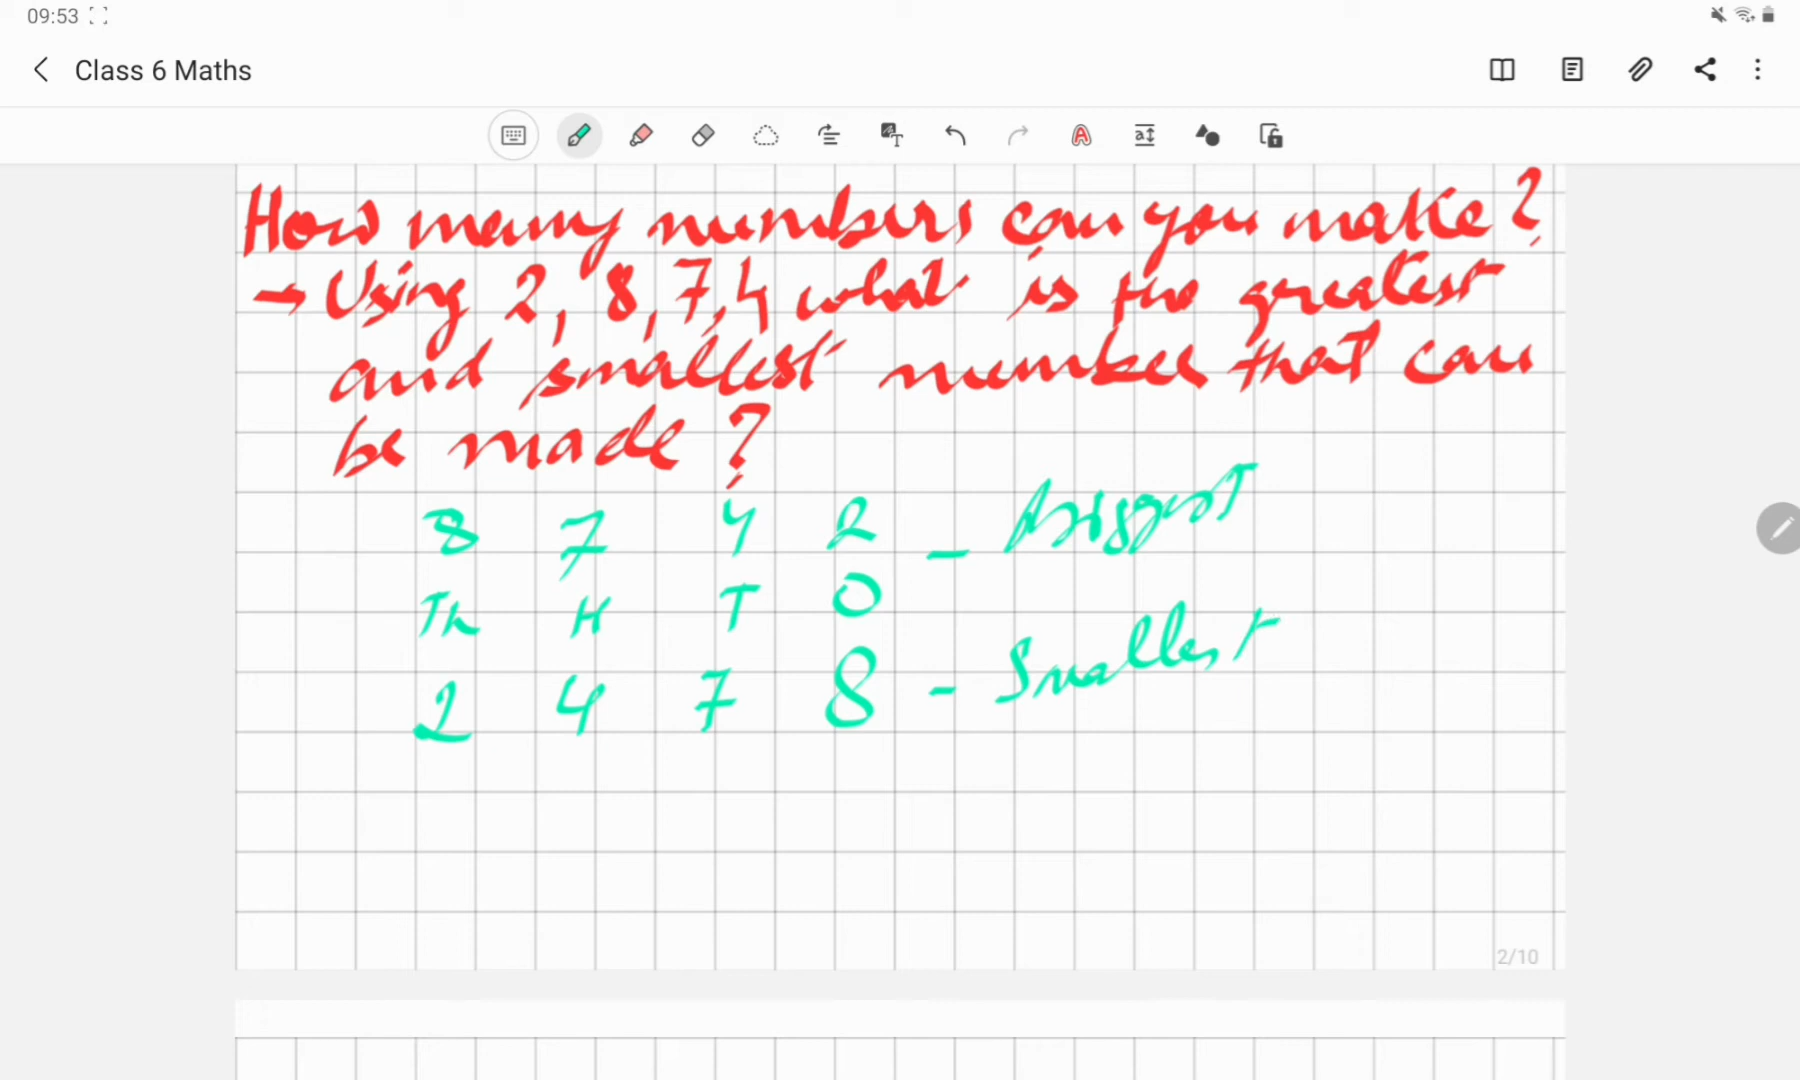 09:53
Class 6 Maths
How many numbers can you make?
→ Using 2, 8, 7, 4 what is the greatest
and smallest number that can
be made?
8 7 4 2 - biggest
Th H T O
2 4 7 8 - Smallest
2/10